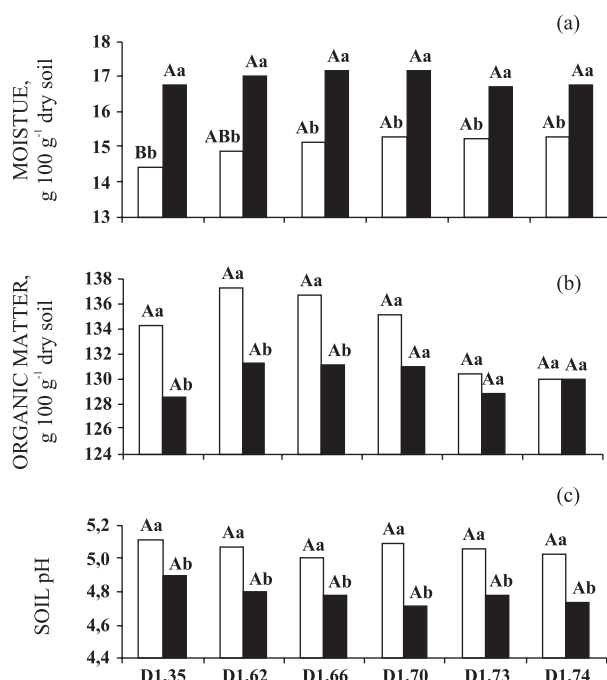 (a)
MOISTUE,
g 100 g⁻¹ dry soil
18
17
16
15
14
13
Bb Aa ABb Aa Ab Aa Ab Aa Ab Aa Ab Aa
(b)
ORGANIC MATTER,
g 100 g⁻¹ dry soil
138
136
134
132
130
128
126
124
Aa Ab Aa Ab Aa Ab Aa Aa Aa Aa Aa Aa
(c)
SOIL pH
5,2
5,0
4,8
4,6
4,4
Aa Ab Aa Ab Aa Ab Aa Ab Aa Ab Aa Ab
D1.35 D1.62 D1.66 D1.70 D1.73 D1.74